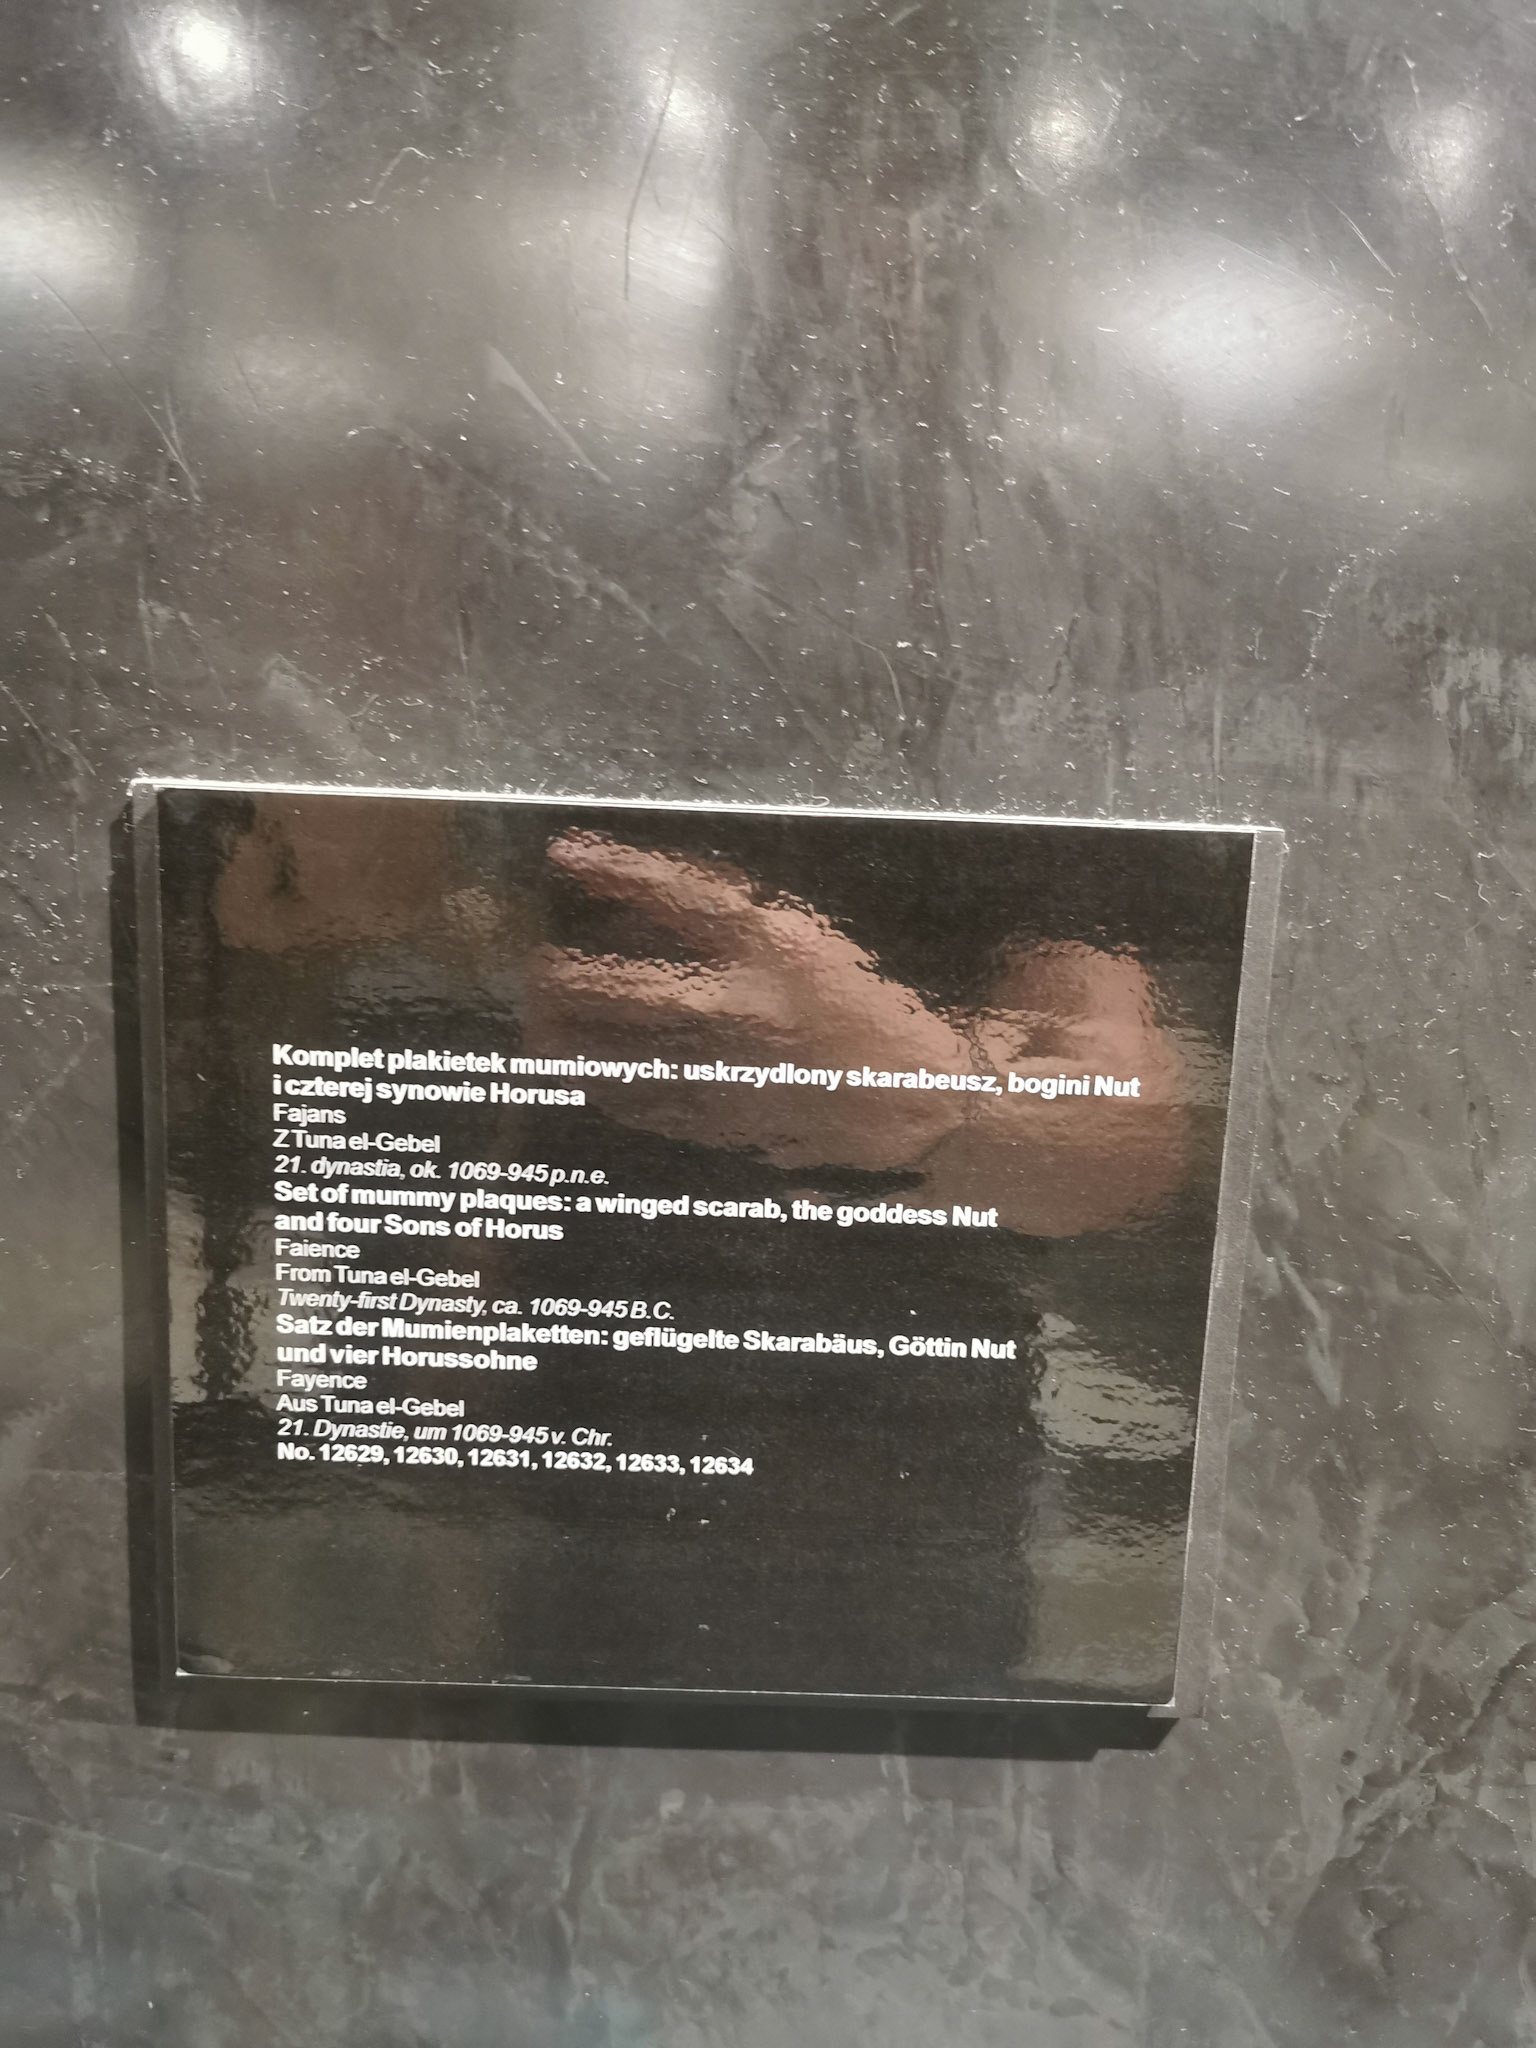 Komplet plakietek mumiowych: uskrzydlony skarabeusz, bogini Nut
i czterej synowie Horusa
Fajans
Z Tuna el-Gebel
21. dynastia, ok. 1069-945 p.n.e.
Set of mummy plaques: a winged scarab, the goddess Nut
and four Sons of Horus
Faience
From Tuna el-Gebel
Twenty-first Dynasty, ca. 1069-945 B.C.
Satz der Mumienplaketten: geflügelte Skarabäus, Göttin Nut
und vier Horussohne
Fayence
Aus Tuna el-Gebel
21. Dynastie, um 1069-945 v. Chr.
No. 12629, 12630, 12631, 12632, 12633, 12634